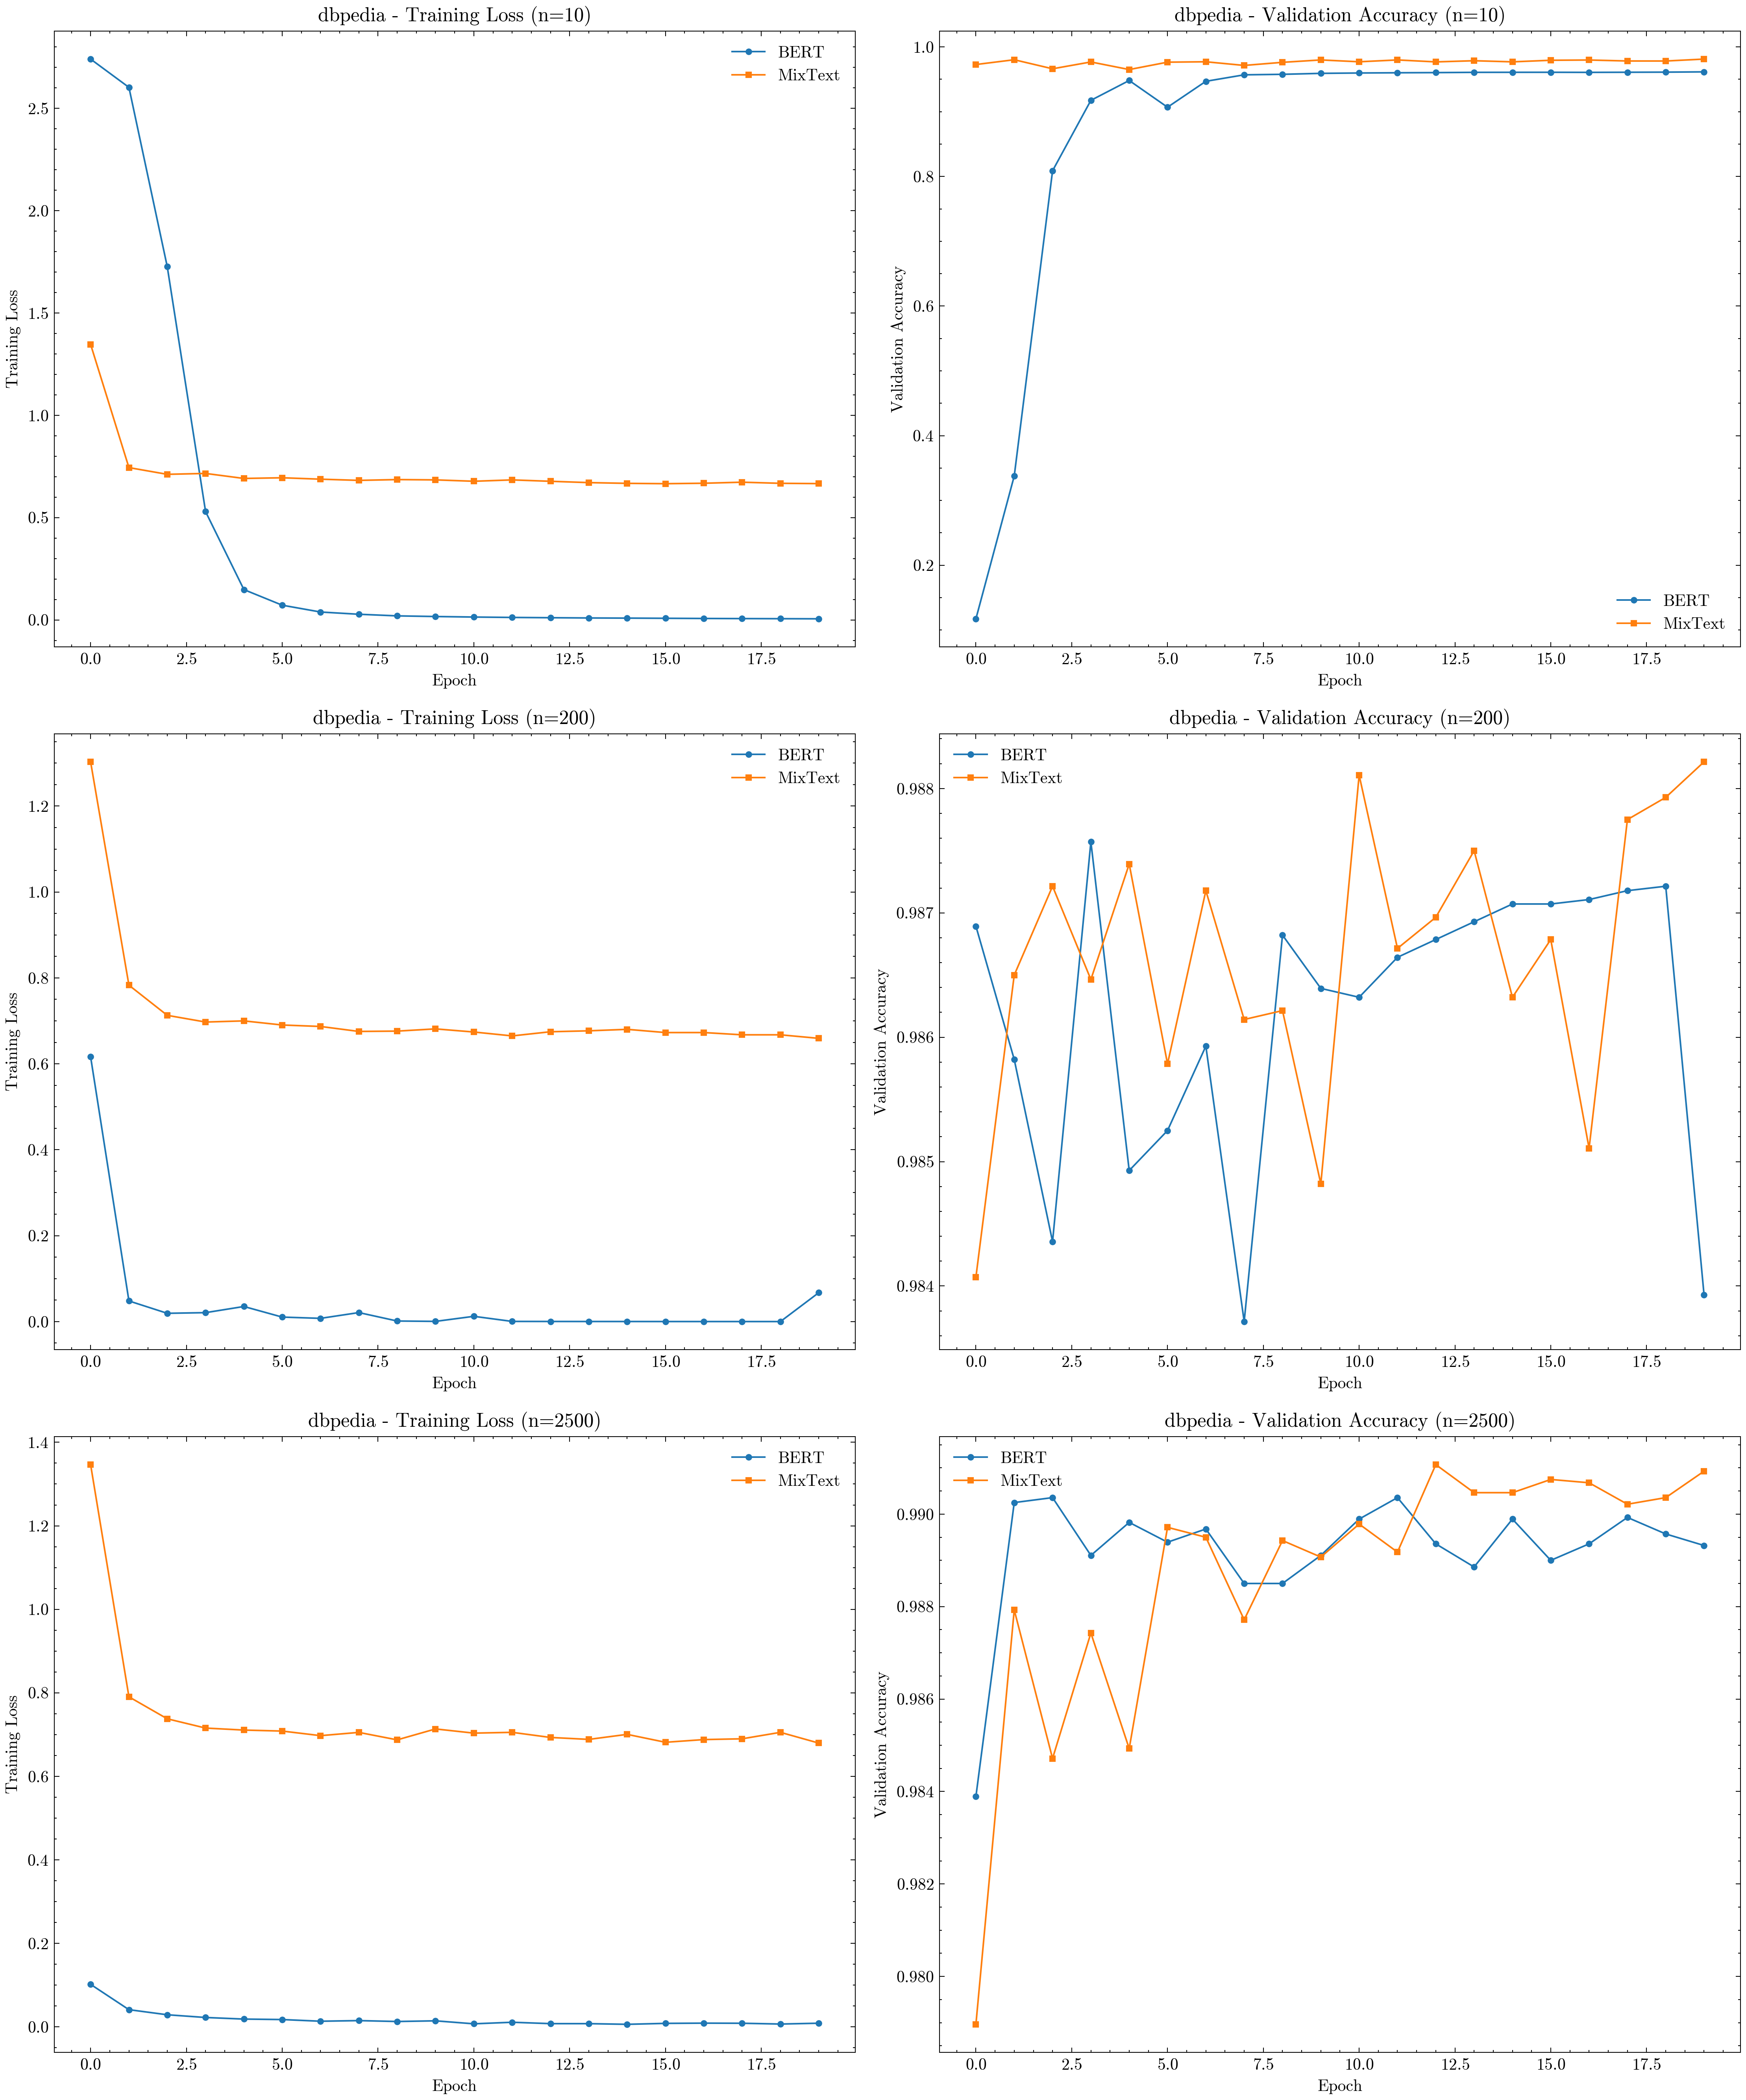 dbpedia - Training Loss (n=10)
BERT
MixText
2.5
2.0
1.5
1.0
0.5
0.0
Training Loss
0.0 2.5 5.0 7.5 10.0 12.5 15.0 17.5
Epoch
dbpedia - Validation Accuracy (n=10)
1.0
0.8
0.6
0.4
0.2
Validation Accuracy
BERT
MixText
0.0 2.5 5.0 7.5 10.0 12.5 15.0 17.5
Epoch
dbpedia - Training Loss (n=200)
BERT
MixText
1.2
1.0
0.8
0.6
0.4
0.2
0.0
Training Loss
0.0 2.5 5.0 7.5 10.0 12.5 15.0 17.5
Epoch
dbpedia - Validation Accuracy (n=200)
BERT
MixText
0.988
0.987
0.986
0.985
0.984
Validation Accuracy
0.0 2.5 5.0 7.5 10.0 12.5 15.0 17.5
Epoch
dbpedia - Training Loss (n=2500)
BERT
MixText
1.4
1.2
1.0
0.8
0.6
0.4
0.2
0.0
Training Loss
0.0 2.5 5.0 7.5 10.0 12.5 15.0 17.5
Epoch
dbpedia - Validation Accuracy (n=2500)
BERT
MixText
0.990
0.988
0.986
0.984
0.982
0.980
Validation Accuracy
0.0 2.5 5.0 7.5 10.0 12.5 15.0 17.5
Epoch